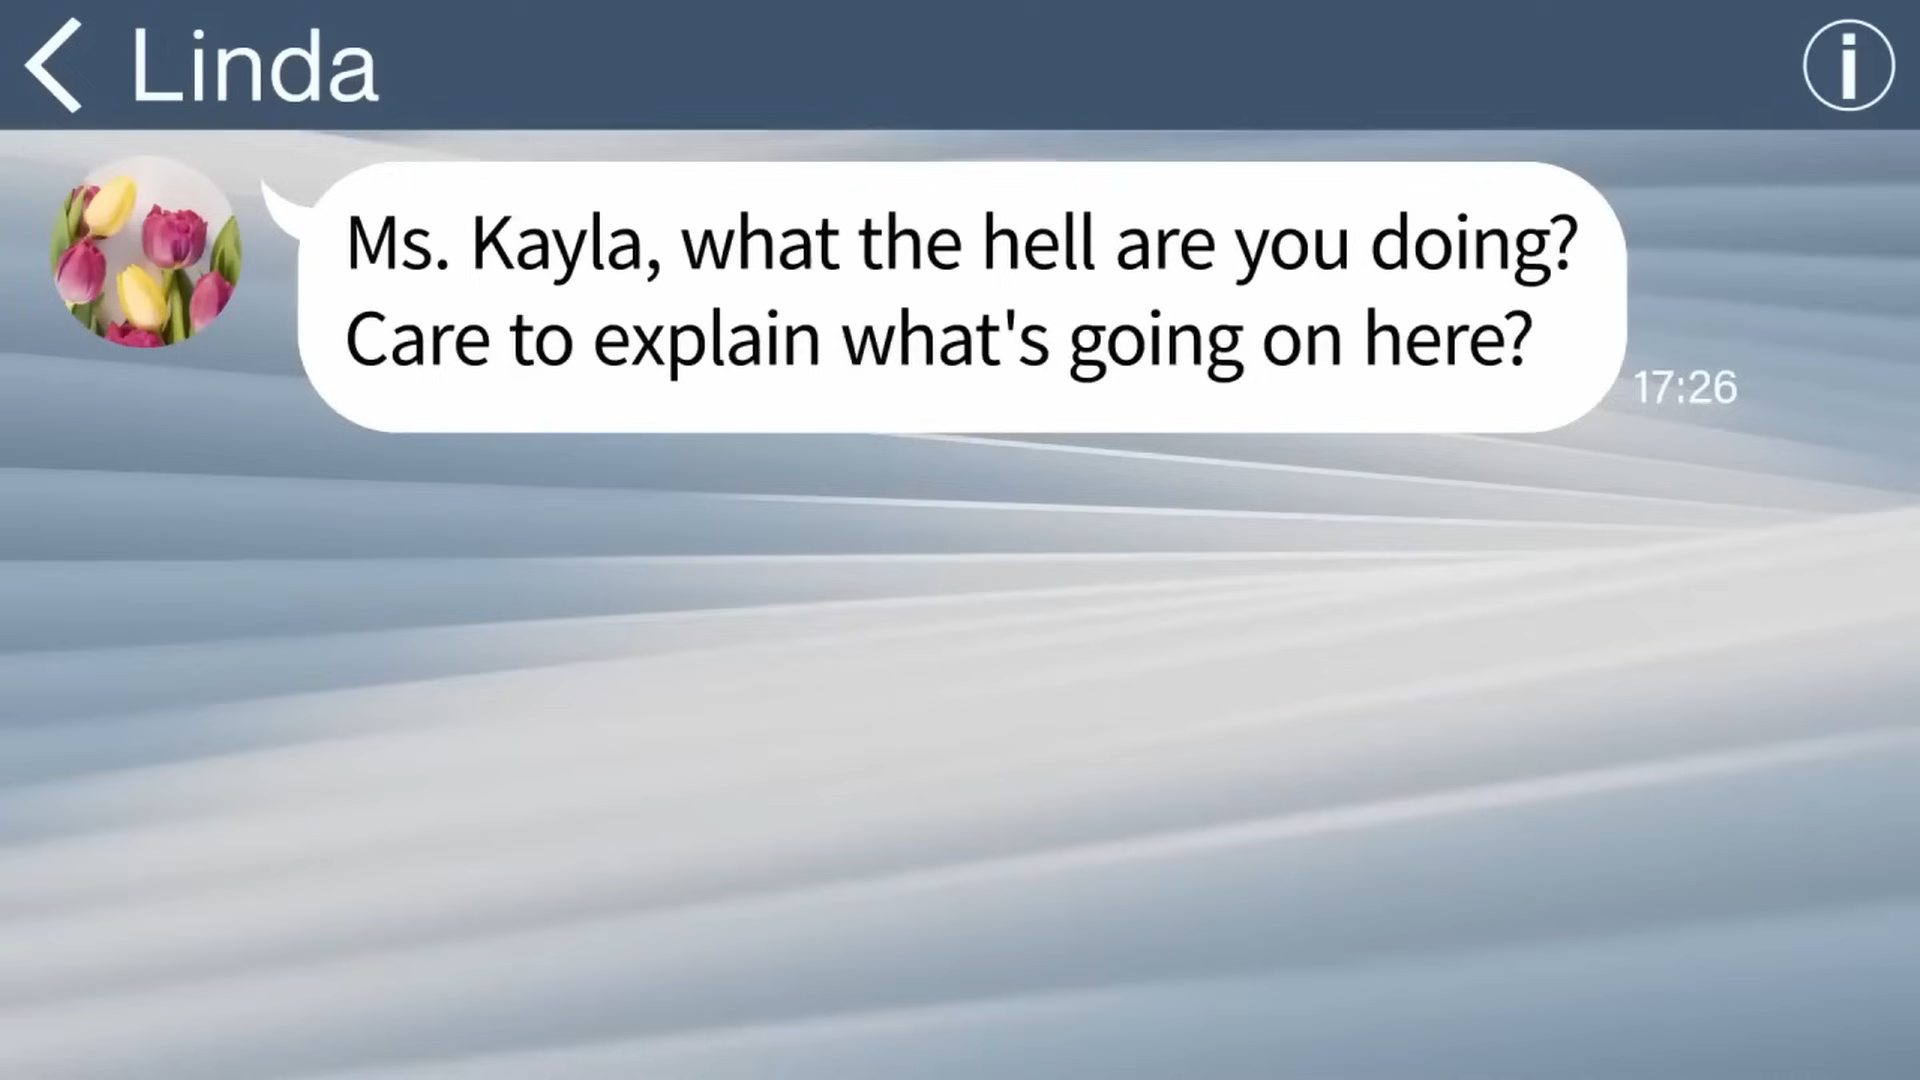 Linda
Ms. Kayla, what the hell are you doing?
Care to explain what's going on here?
17:26